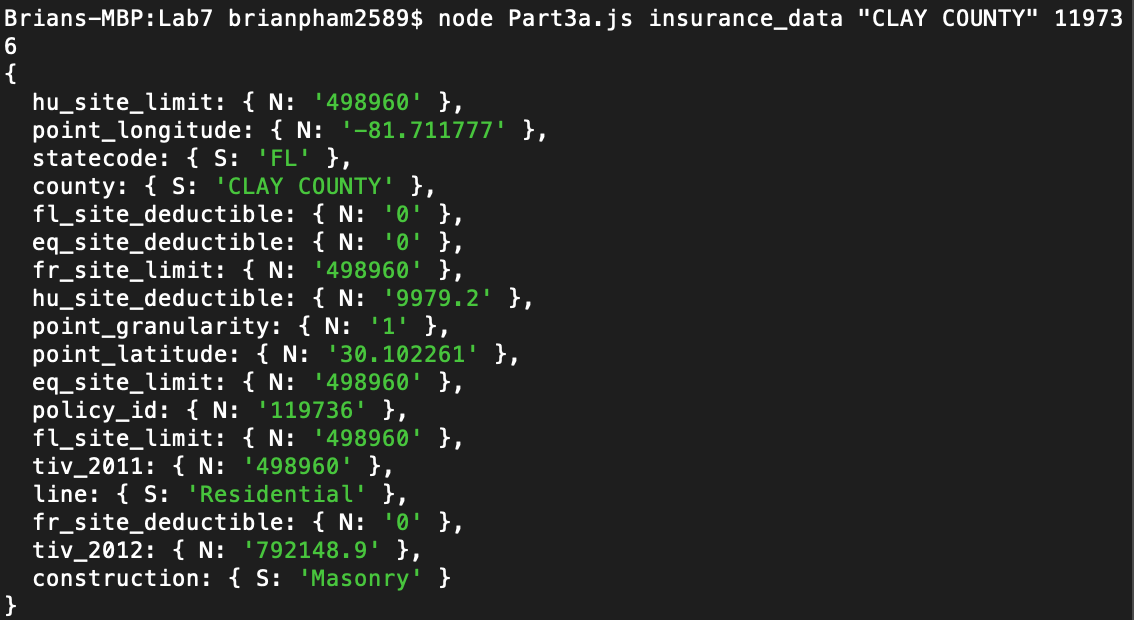 Brians-MBP:Lab7 brianpham2589$ node Part3a.js insurance_data "CLAY COUNTY" 11973
6
{
  hu_site_limit: { N: '498960' },
  point_longitude: { N: '-81.711777' },
  statecode: { S: 'FL' },
  county: { S: 'CLAY COUNTY' },
  fl_site_deductible: { N: '0' },
  eq_site_deductible: { N: '0' },
  fr_site_limit: { N: '498960' },
  hu_site_deductible: { N: '9979.2' },
  point_granularity: { N: '1' },
  point_latitude: { N: '30.102261' },
  eq_site_limit: { N: '498960' },
  policy_id: { N: '119736' },
  fl_site_limit: { N: '498960' },
  tiv_2011: { N: '498960' },
  line: { S: 'Residential' },
  fr_site_deductible: { N: '0' },
  tiv_2012: { N: '792148.9' },
  construction: { S: 'Masonry' }
}